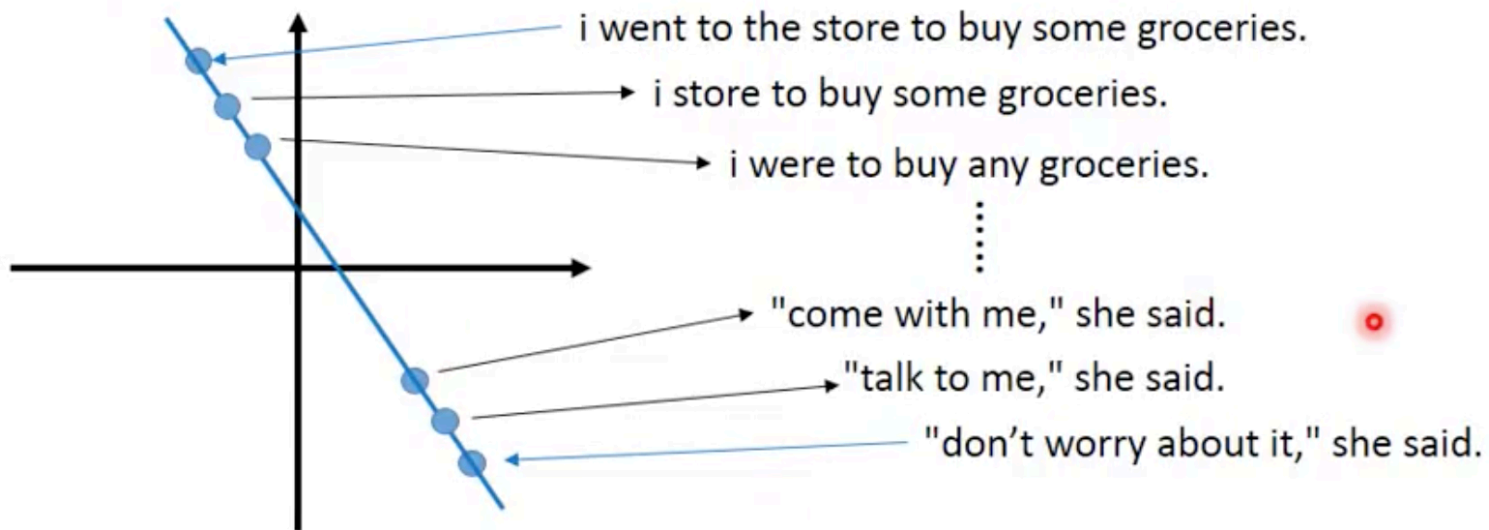 i went to the store to buy some groceries.
i store to buy some groceries.
i were to buy any groceries.
"come with me," she said.
"talk to me," she said.
"don’t worry about it," she said.